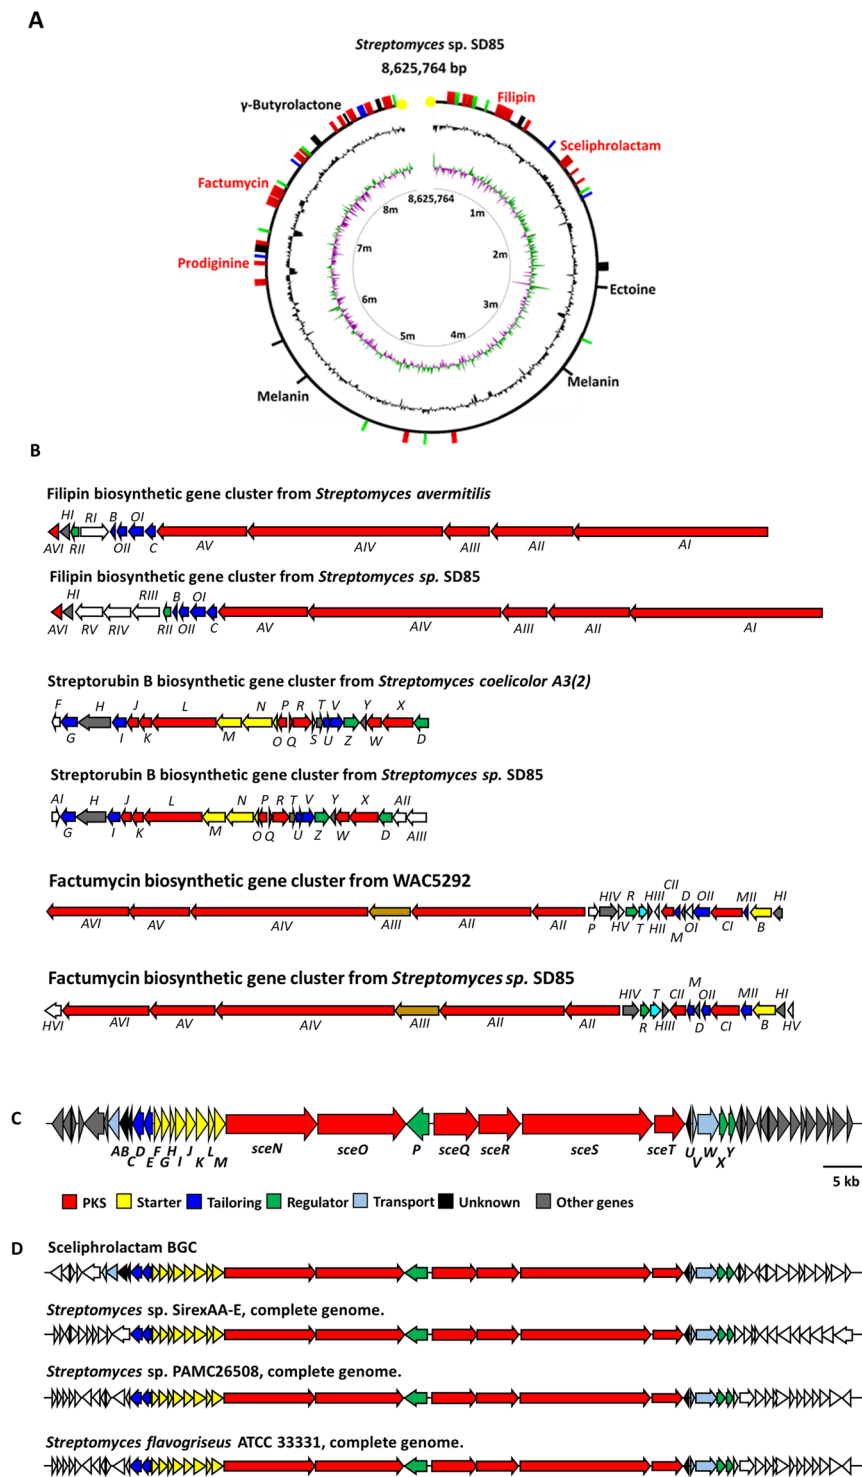 A
Streptomyces sp. SD85
8,625,764 bp
γ-Butyrolactone
Filipin
Sceliphrolactam
Factumycin
8,625,764
8m
1m
7m
2m
Prodiginine
Ectoine
6m
3m
5m
4m
Melanin
Melanin
B
Filipin biosynthetic gene cluster from Streptomyces avermitilis
HI RI B OI
AVI RII OII C AV AIV AIII AII AI
Filipin biosynthetic gene cluster from Streptomyces sp. SD85
HI RIII B OI
AVI RV RIV RII OII C AV AIV AIII AII AI
Streptorubin B biosynthetic gene cluster from Streptomyces coelicolor A3(2)
F H J L N P R T V Y X
G I K M O Q S U Z W D
Streptorubin B biosynthetic gene cluster from Streptomyces sp. SD85
AI H J L N P R T V Y X AII
G I K M O Q U Z W D AIII
Factumycin biosynthetic gene cluster from WAC5292
HIV R HIII CII D OII MII HI
AVI AV AIV AIII AII AII P HV T HII M OI CI B
Factumycin biosynthetic gene cluster from Streptomyces sp. SD85
HIV T CII M OII MII HI
HVI AVI AV AIV AIII AII AII R HIII D CI B HV
C
A B C D E F G H I J K L M sceN sceO P sceQ sceR sceS sceT U V W X Y
5 kb
PKS Starter Tailoring Regulator Transport Unknown Other genes
D
Sceliphrolactam BGC
Streptomyces sp. SirexAA-E, complete genome.
Streptomyces sp. PAMC26508, complete genome.
Streptomyces flavogriseus ATCC 33331, complete genome.